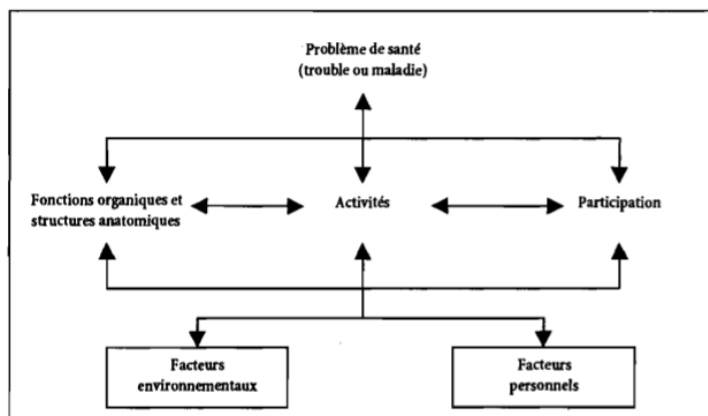 Problème de santé
(trouble ou maladie)
Fonctions organiques et
structures anatomiques
Activités
Participation
Facteurs
environnementaux
Facteurs
personnels